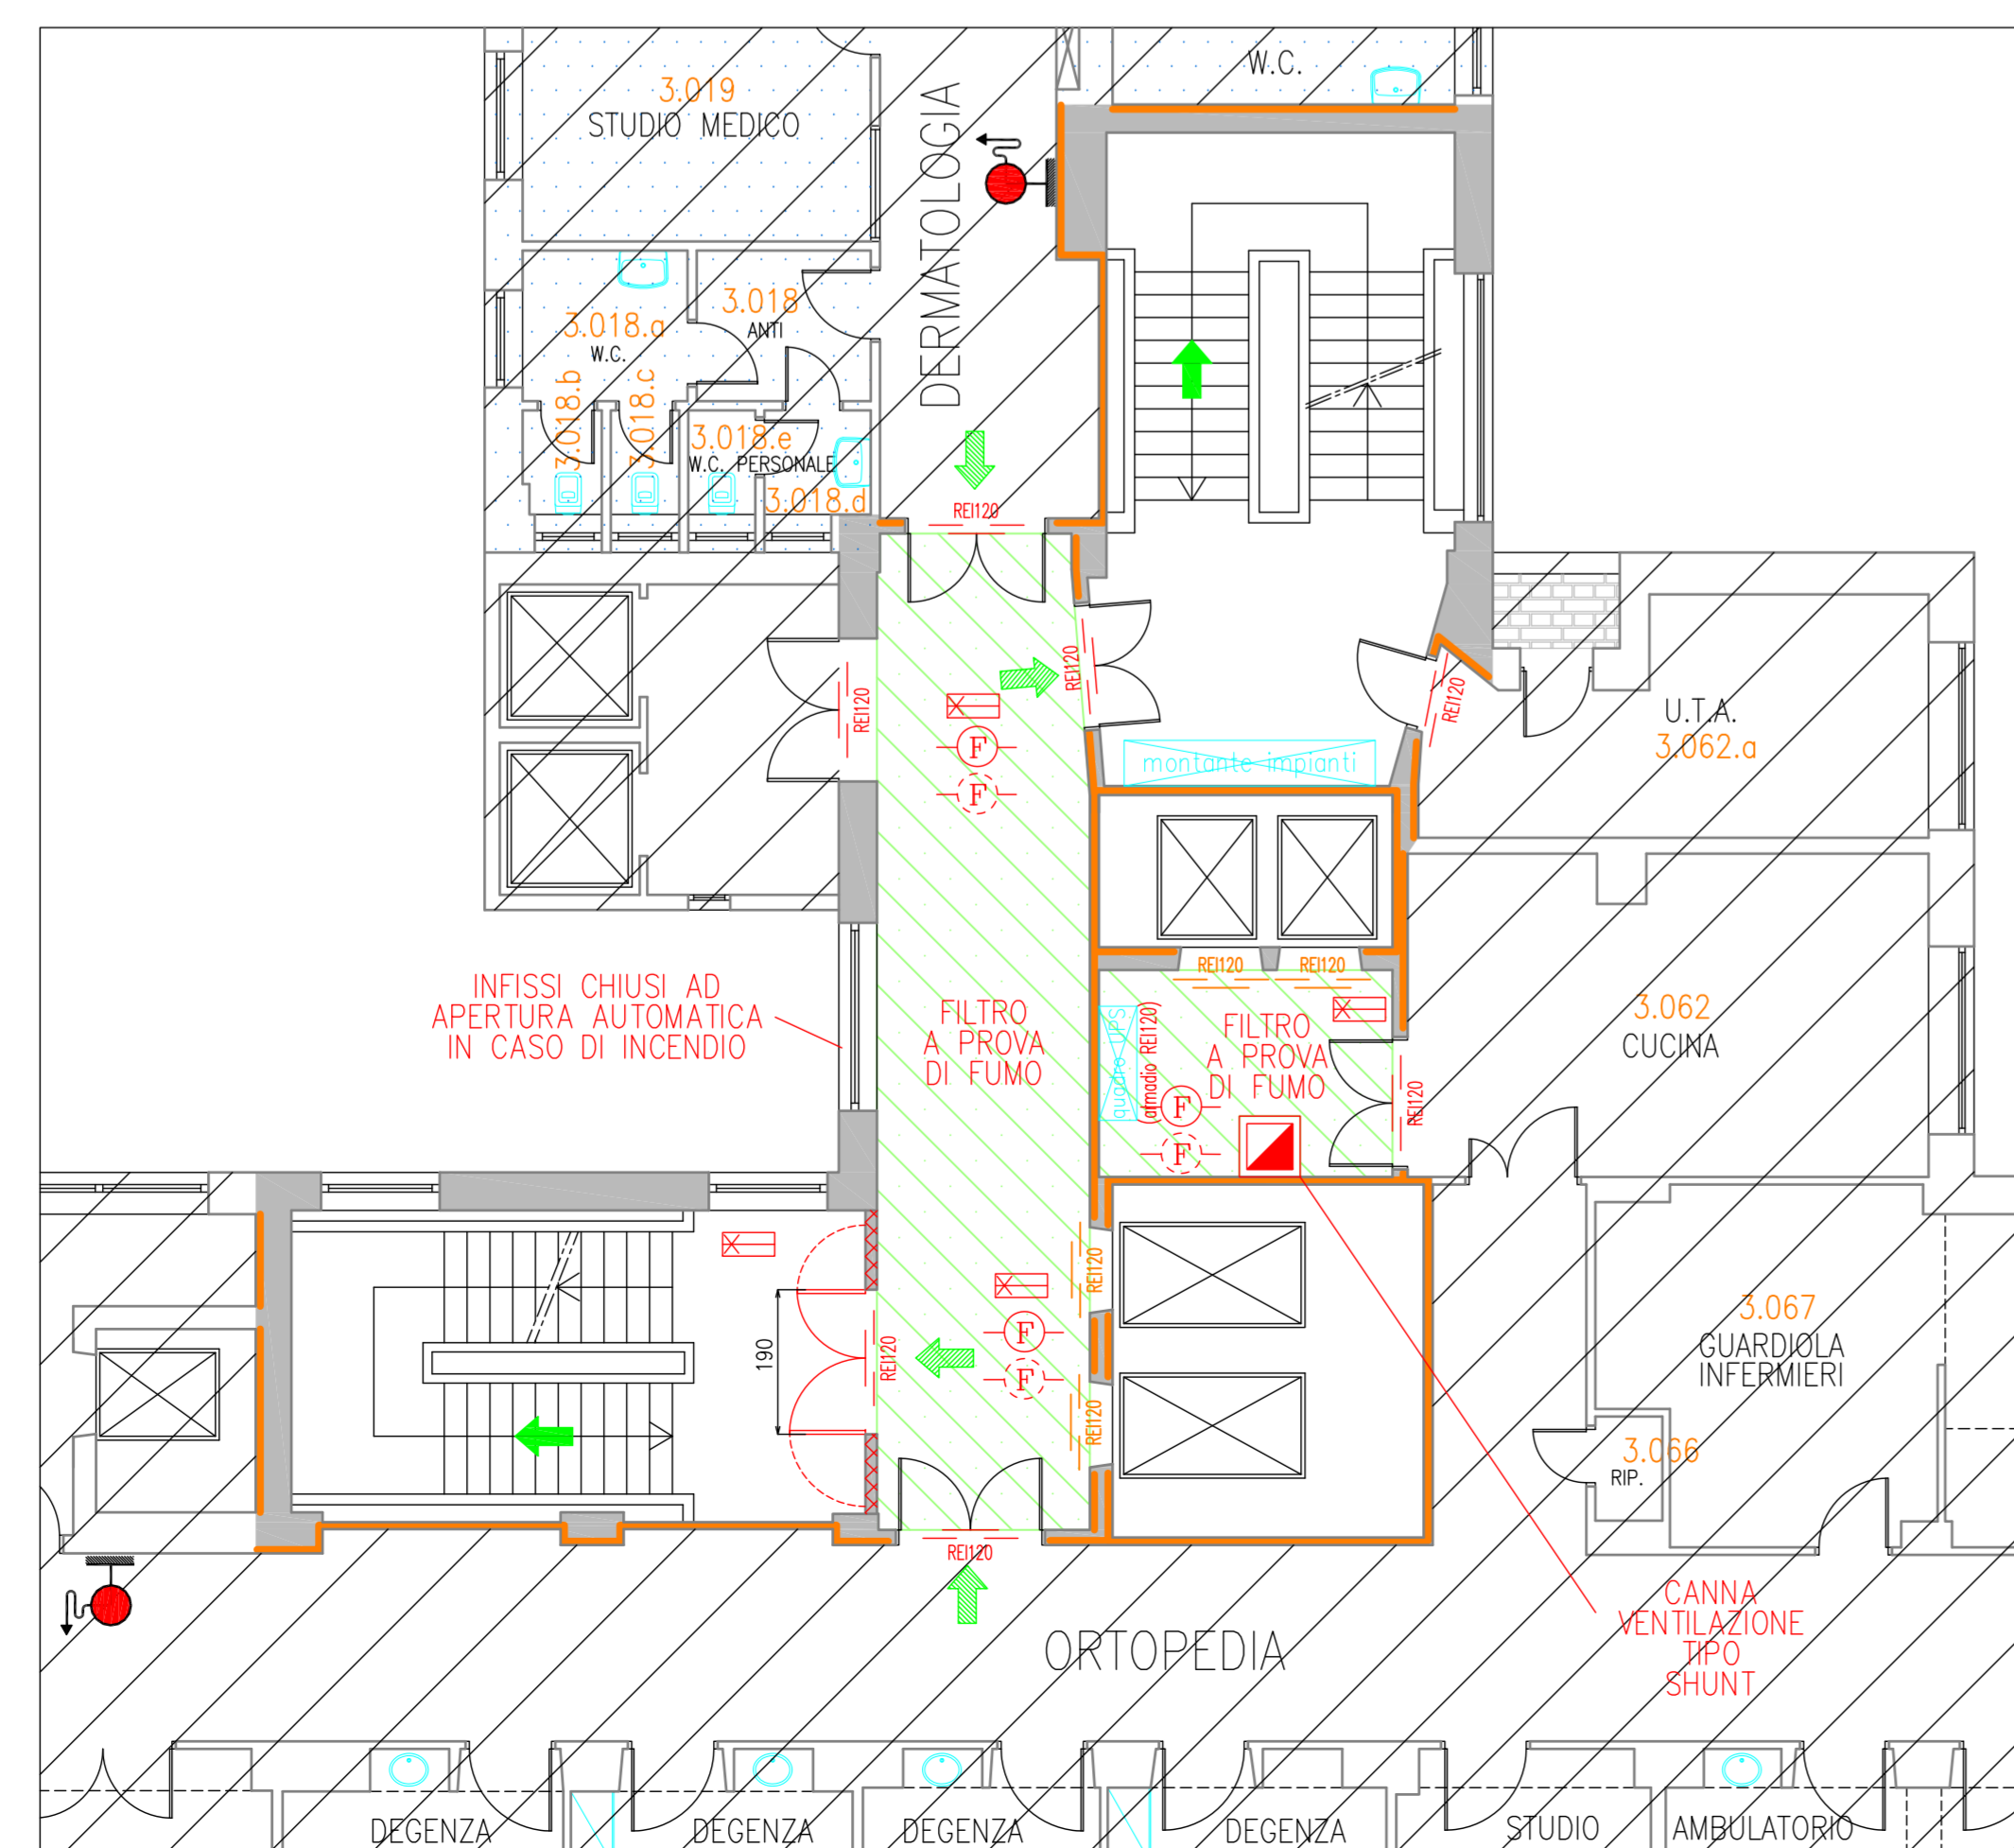 3.019
STUDIO MEDICO
W.C.
DERMATOLOGIA
3.018
ANTI
3.018.a
W.C.
3.018.b
3.018.c
3.018.e
W.C. PERSONALE
3.018.d
REI120
REI120
REI120
REI120
F
F
montante impianti
U.T.A.
3.062.a
INFISSI CHIUSI AD
APERTURA AUTOMATICA
IN CASO DI INCENDIO
FILTRO
A PROVA
DI FUMO
REI120
REI120
quadro UPS
(armadio REI120)
FILTRO
A PROVA
DI FUMO
F
F
REI120
3.062
CUCINA
REI120
REI120
F
F
190
REI120
REI120
3.067
GUARDIOLA
INFERMIERI
3.066
RIP.
CANNA
VENTILAZIONE
TIPO
SHUNT
ORTOPEDIA
DEGENZA
DEGENZA
DEGENZA
DEGENZA
STUDIO
AMBULATORIO